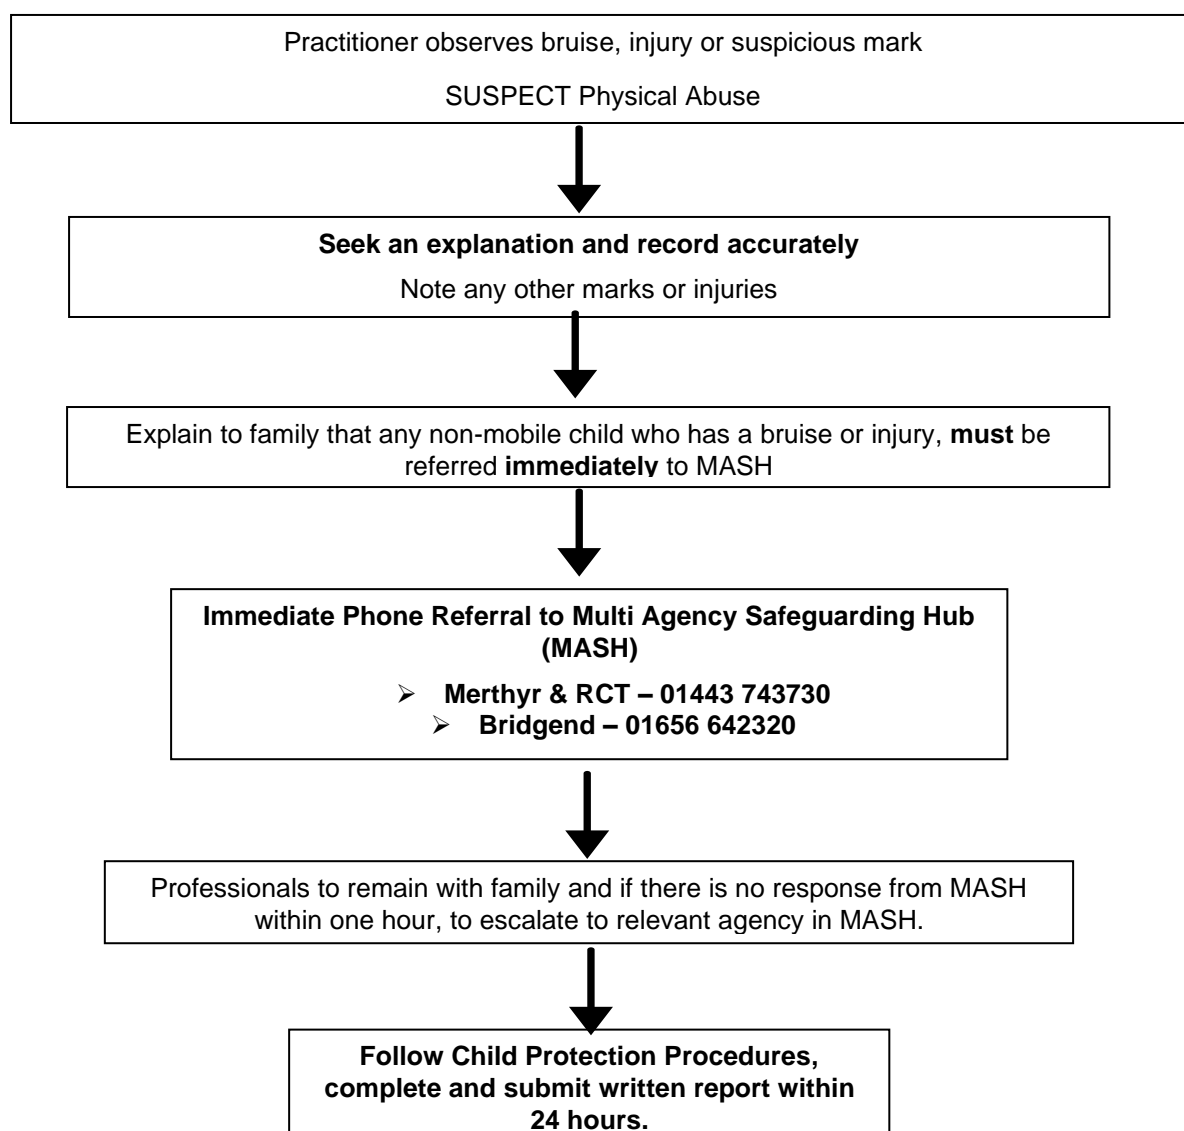 Practitioner observes bruise, injury or suspicious mark
SUSPECT Physical Abuse
Seek an explanation and record accurately
Note any other marks or injuries
Explain to family that any non-mobile child who has a bruise or injury, must be
referred immediately to MASH
Immediate Phone Referral to Multi Agency Safeguarding Hub
(MASH)
➢ Merthyr & RCT – 01443 743730
➢ Bridgend – 01656 642320
Professionals to remain with family and if there is no response from MASH
within one hour, to escalate to relevant agency in MASH.
Follow Child Protection Procedures,
complete and submit written report within
24 hours.